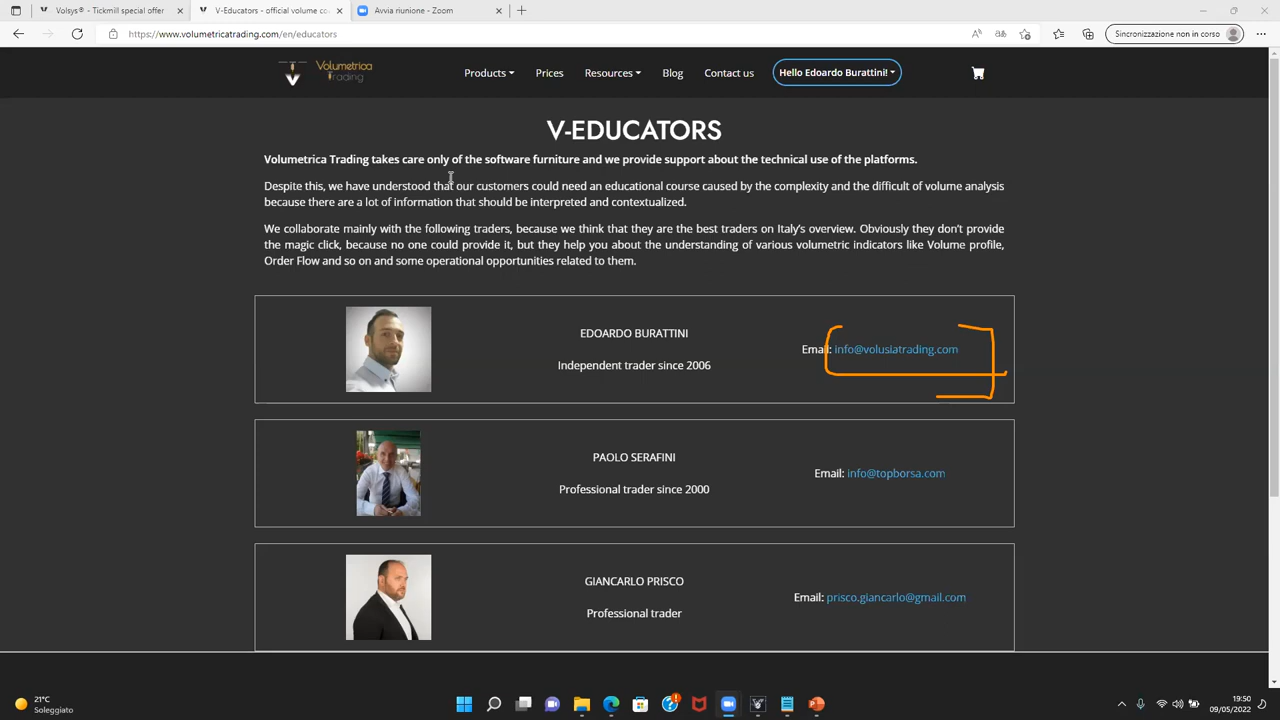 Volsys® - Tickmill special offer
V-Educators - official volume co
Avvia riunione - Zoom
https://www.volumetricatrading.com/en/educators
Sincronizzazione non in corso
Volumetrica
Trading
Products
Prices
Resources
Blog
Contact us
Hello Edoardo Burattini!
V-EDUCATORS
Volumetrica Trading takes care only of the software furniture and we provide support about the technical use of the platforms.
Despite this, we have understood that our customers could need an educational course caused by the complexity and the difficult of volume analysis
because there are a lot of information that should be interpreted and contextualized.
We collaborate mainly with the following traders, because we think that they are the best traders on Italy's overview. Obviously they don't provide
the magic click, because no one could provide it, but they help you about the understanding of various volumetric indicators like Volume profile,
Order Flow and so on and some operational opportunities related to them.
EDOARDO BURATTINI
Independent trader since 2006
Email: info@volusiatrading.com
PAOLO SERAFINI
Professional trader since 2000
Email: info@topborsa.com
GIANCARLO PRISCO
Professional trader
Email: prisco.giancarlo@gmail.com
21°C
Soleggiato
19:50
09/05/2022